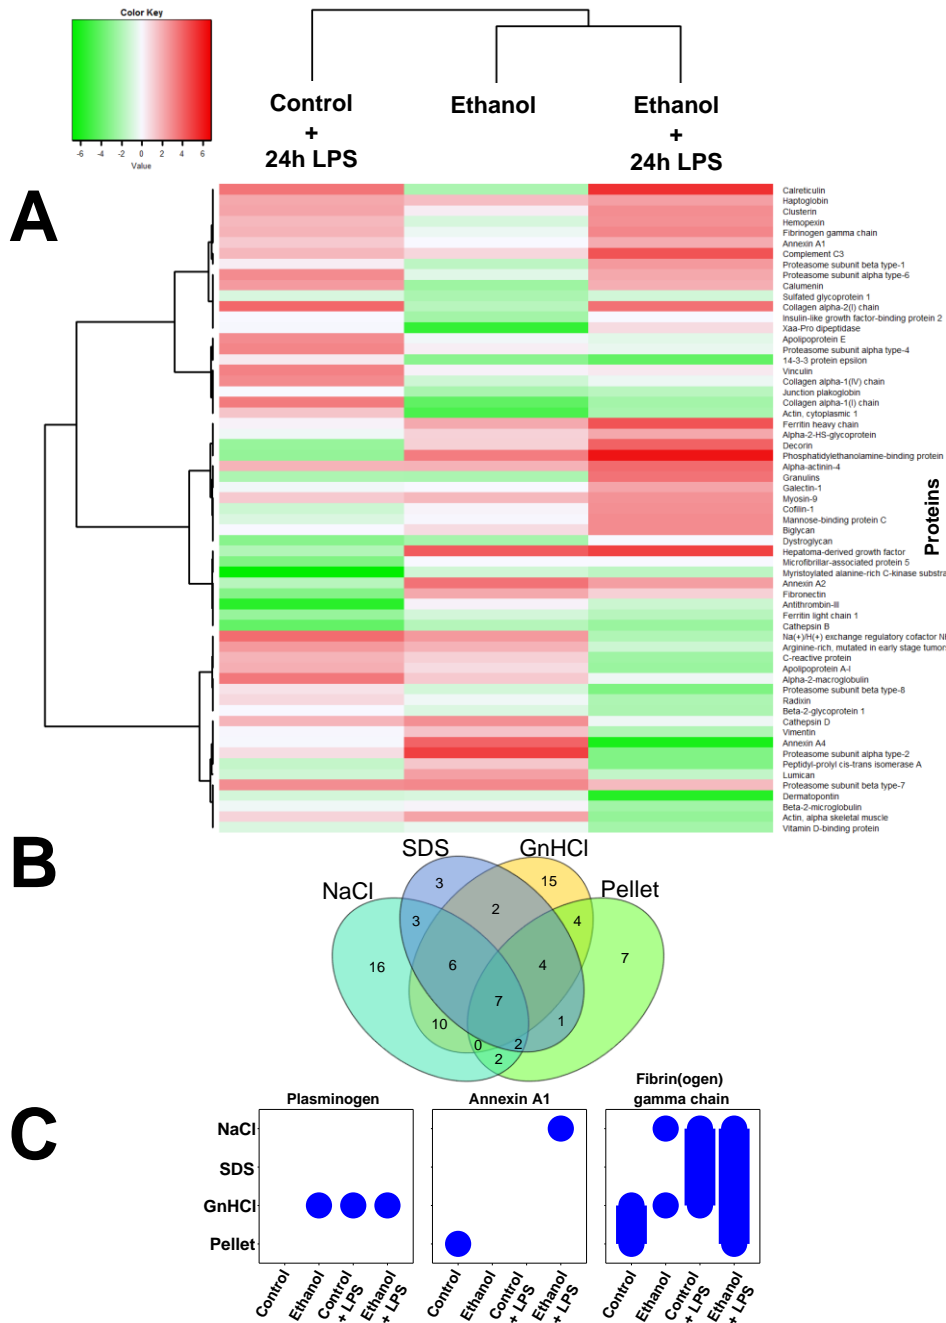 Color Key
-6 -4 -2 0 2 4 6
Value
Control
+
24h LPS
Ethanol
Ethanol
+
24h LPS
A
Calreticulin
Haptoglobin
Clusterin
Hemopexin
Fibrinogen gamma chain
Annexin A1
Complement C3
Proteasome subunit beta type-1
Proteasome subunit alpha type-6
Calumenin
Sulfated glycoprotein 1
Collagen alpha-2(I) chain
Insulin-like growth factor-binding protein 2
Xaa-Pro dipeptidase
Apolipoprotein E
Proteasome subunit alpha type-4
14-3-3 protein epsilon
Vinculin
Collagen alpha-1(IV) chain
Junction plakoglobin
Collagen alpha-1(I) chain
Actin, cytoplasmic 1
Ferritin heavy chain
Alpha-2-HS-glycoprotein
Decorin
Phosphatidylethanolamine-binding protein
Alpha-actinin-4
Granulins
Galectin-1
Myosin-9
Cofilin-1
Mannose-binding protein C
Biglycan
Dystroglycan
Hepatoma-derived growth factor
Microfibrillar-associated protein 5
Myristoylated alanine-rich C-kinase substra
Annexin A2
Fibronectin
Antithrombin-III
Ferritin light chain 1
Cathepsin B
Na(+)/H(+) exchange regulatory cofactor N
Arginine-rich, mutated in early stage tumors
C-reactive protein
Apolipoprotein A-I
Alpha-2-macroglobulin
Proteasome subunit beta type-8
Radixin
Beta-2-glycoprotein 1
Cathepsin D
Vimentin
Annexin A4
Proteasome subunit alpha type-2
Peptidyl-prolyl cis-trans isomerase A
Lumican
Proteasome subunit beta type-7
Dermatopontin
Beta-2-microglobulin
Actin, alpha skeletal muscle
Vitamin D-binding protein
Proteins
B
SDS GnHCl
NaCl Pellet
3 15
3 2 4
16 6 4 7
7
10 1
0 2
2
C
Plasminogen
Annexin A1
Fibrin(ogen)
gamma chain
NaCl
SDS
GnHCl
Pellet
Control
Ethanol
Control
+ LPS
Ethanol
+ LPS
Control
Ethanol
Control
+ LPS
Ethanol
+ LPS
Control
Ethanol
Control
+ LPS
Ethanol
+ LPS